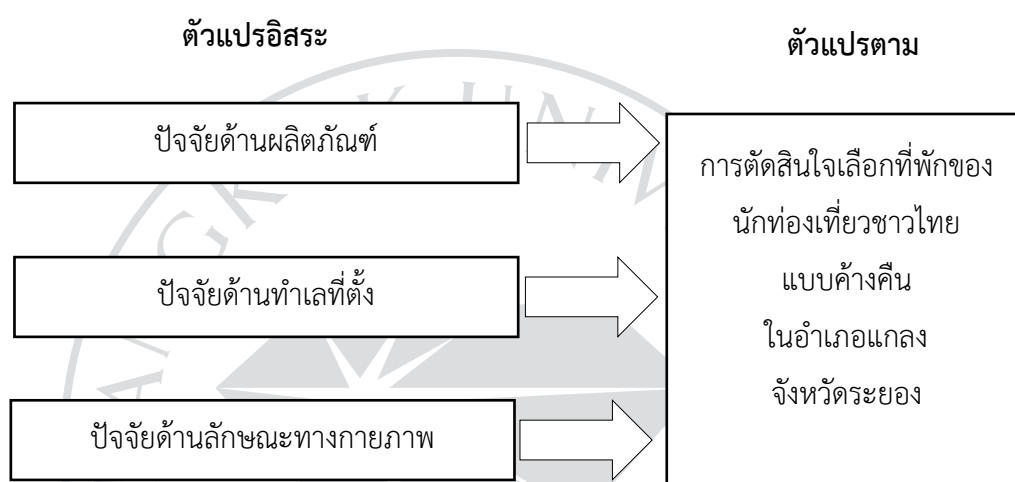 ตัวแปรอิสระ
ตัวแปรตาม
ปัจจัยด้านผลิตภัณฑ์
ปัจจัยด้านทำเลที่ตั้ง
ปัจจัยด้านลักษณะทางกายภาพ
การตัดสินใจเลือกที่พักของ
นักท่องเที่ยวชาวไทย
แบบค้างคืน
ในอำเภอแกลง
จังหวัดระยอง